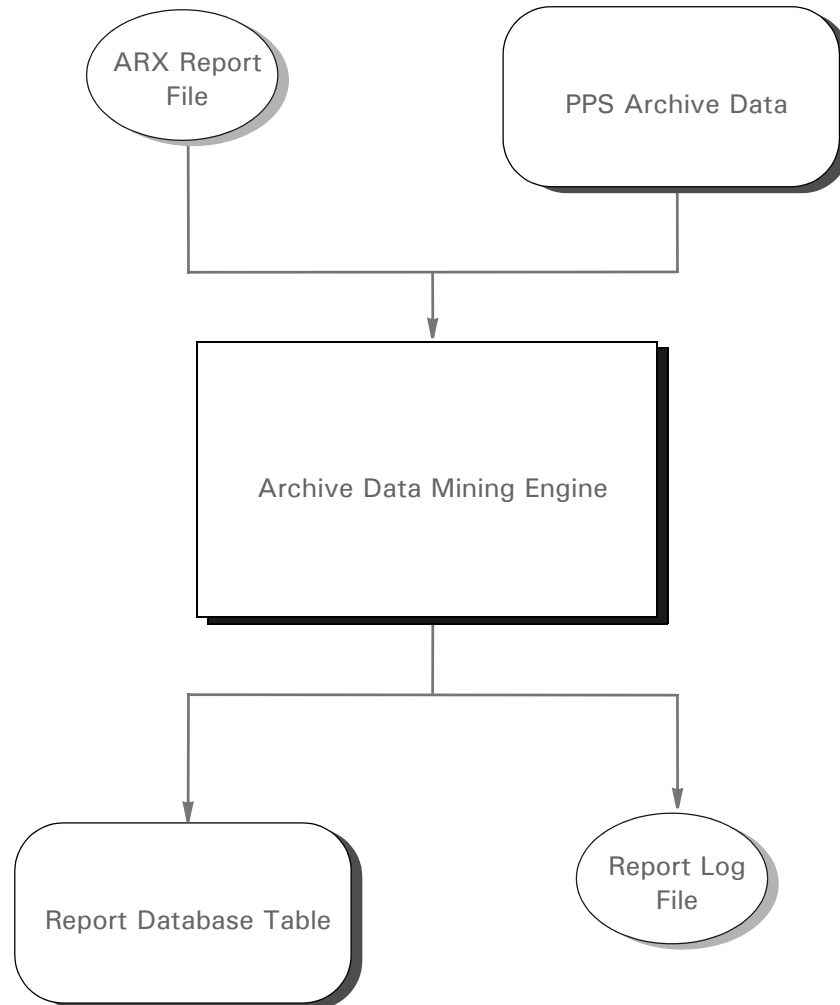 ARX Report
File
PPS Archive Data
Archive Data Mining Engine
Report Database Table
Report Log
File